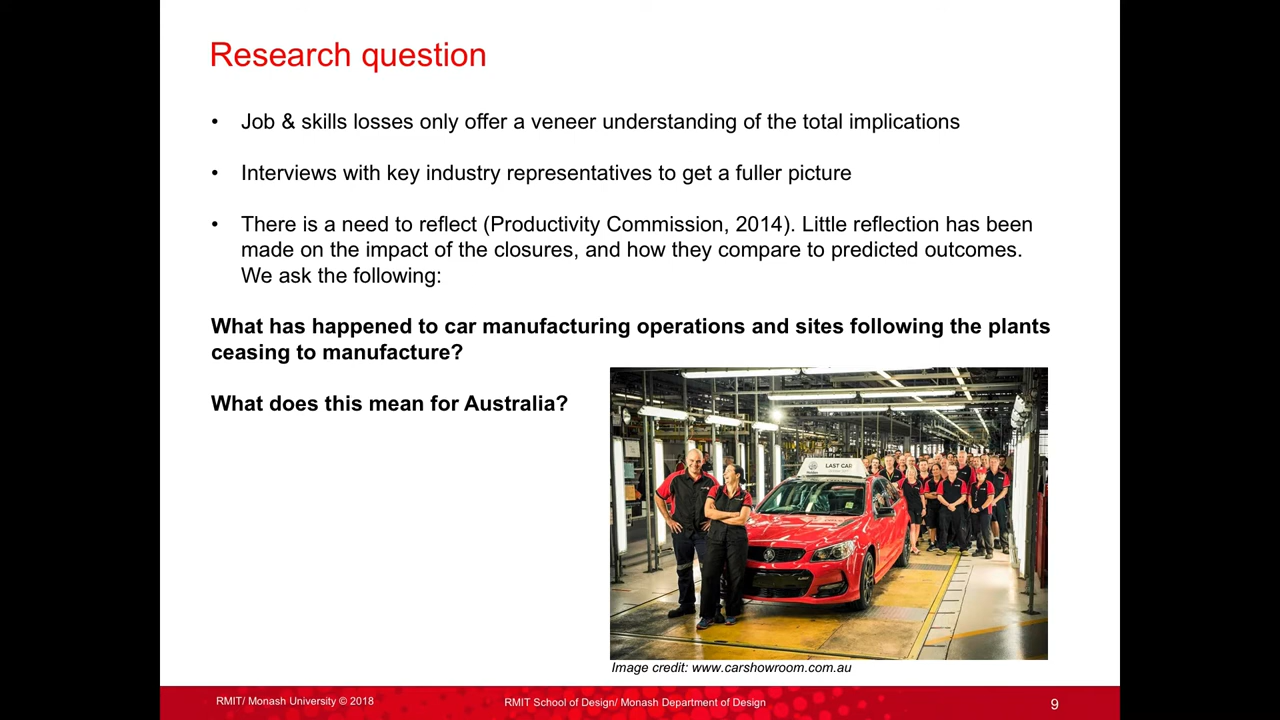 Research question
• Job & skills losses only offer a veneer understanding of the total implications
• Interviews with key industry representatives to get a fuller picture
• There is a need to reflect (Productivity Commission, 2014). Little reflection has been
made on the impact of the closures, and how they compare to predicted outcomes.
We ask the following:
What has happened to car manufacturing operations and sites following the plants
ceasing to manufacture?
What does this mean for Australia?
LAST CAR
Image credit: www.carshowroom.com.au
RMIT/ Monash University © 2018
RMIT School of Design/ Monash Department of Design
9